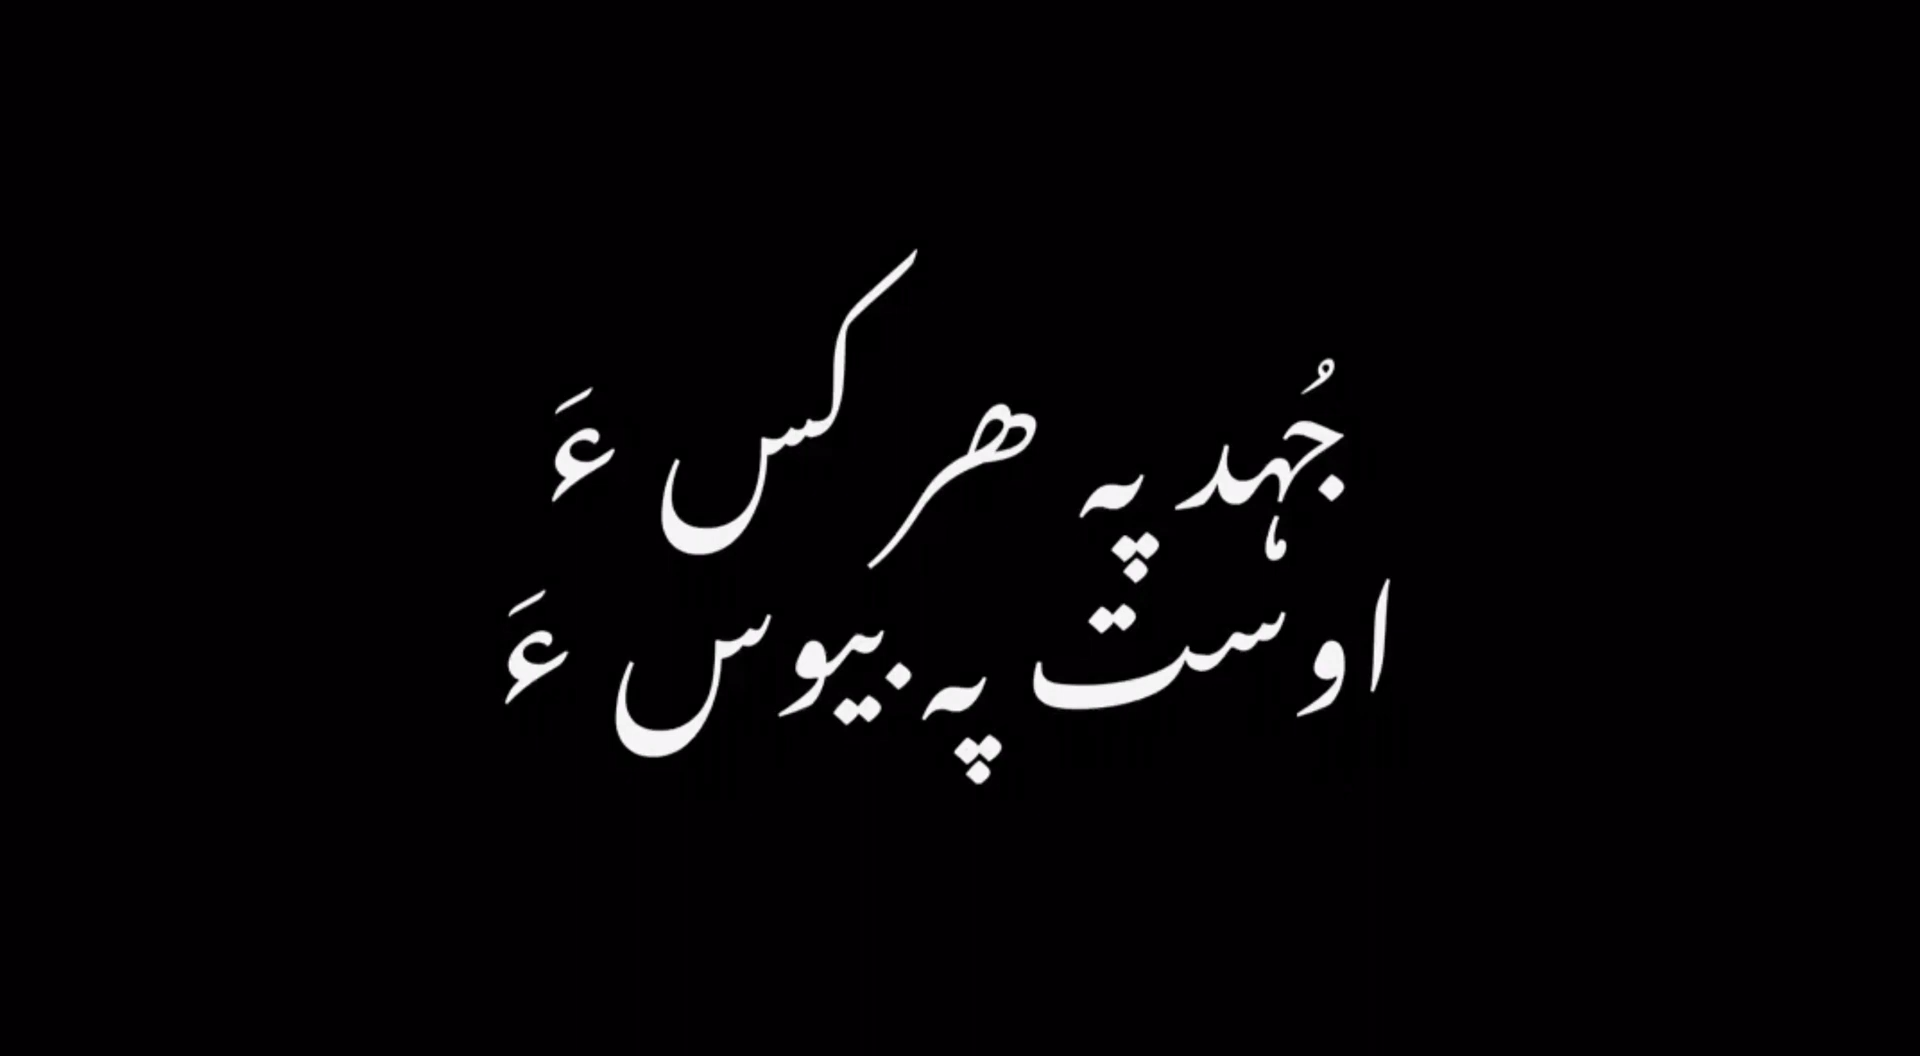 جُہد پہ ھر کس ءَ
اوست پہ بیوس ءَ